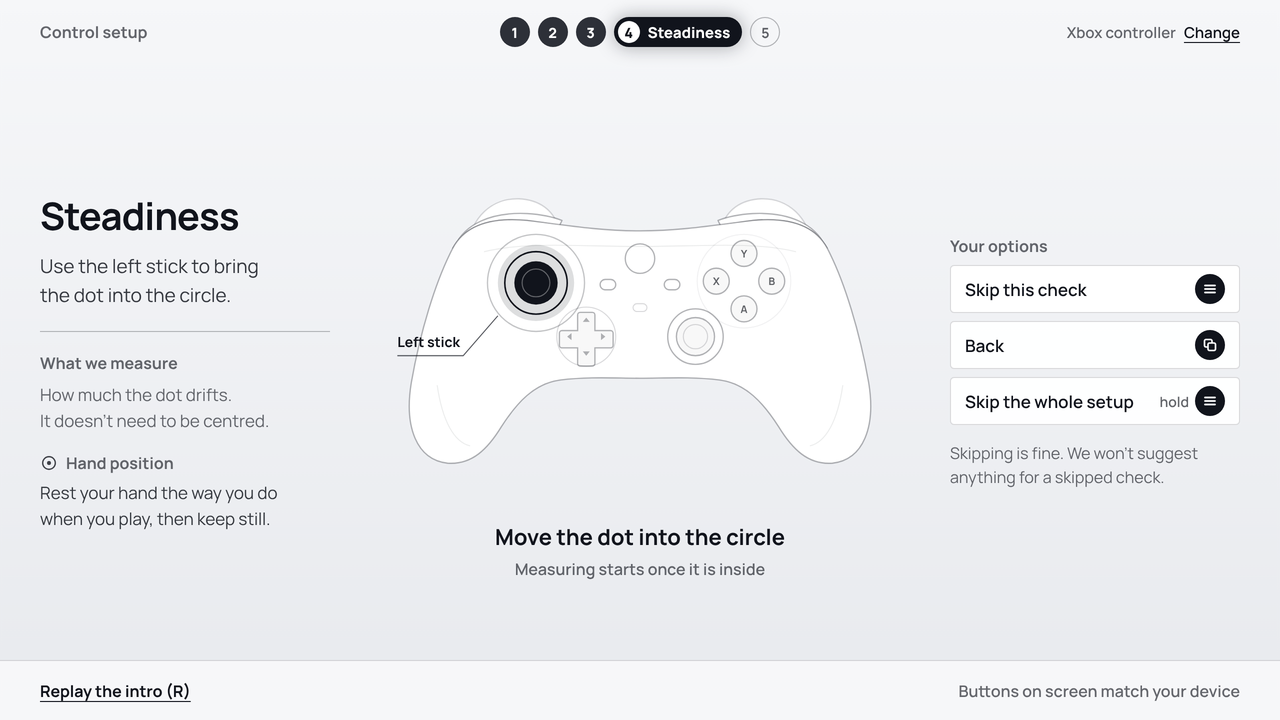 Control setup
1
2
3
4 Steadiness
5
Xbox controller Change
Steadiness
Use the left stick to bring
the dot into the circle.
What we measure
How much the dot drifts.
It doesn't need to be centred.
Hand position
Rest your hand the way you do
when you play, then keep still.
Left stick
Y
X
B
A
Move the dot into the circle
Measuring starts once it is inside
Your options
Skip this check
Back
Skip the whole setup hold
Skipping is fine. We won't suggest
anything for a skipped check.
Replay the intro (R)
Buttons on screen match your device